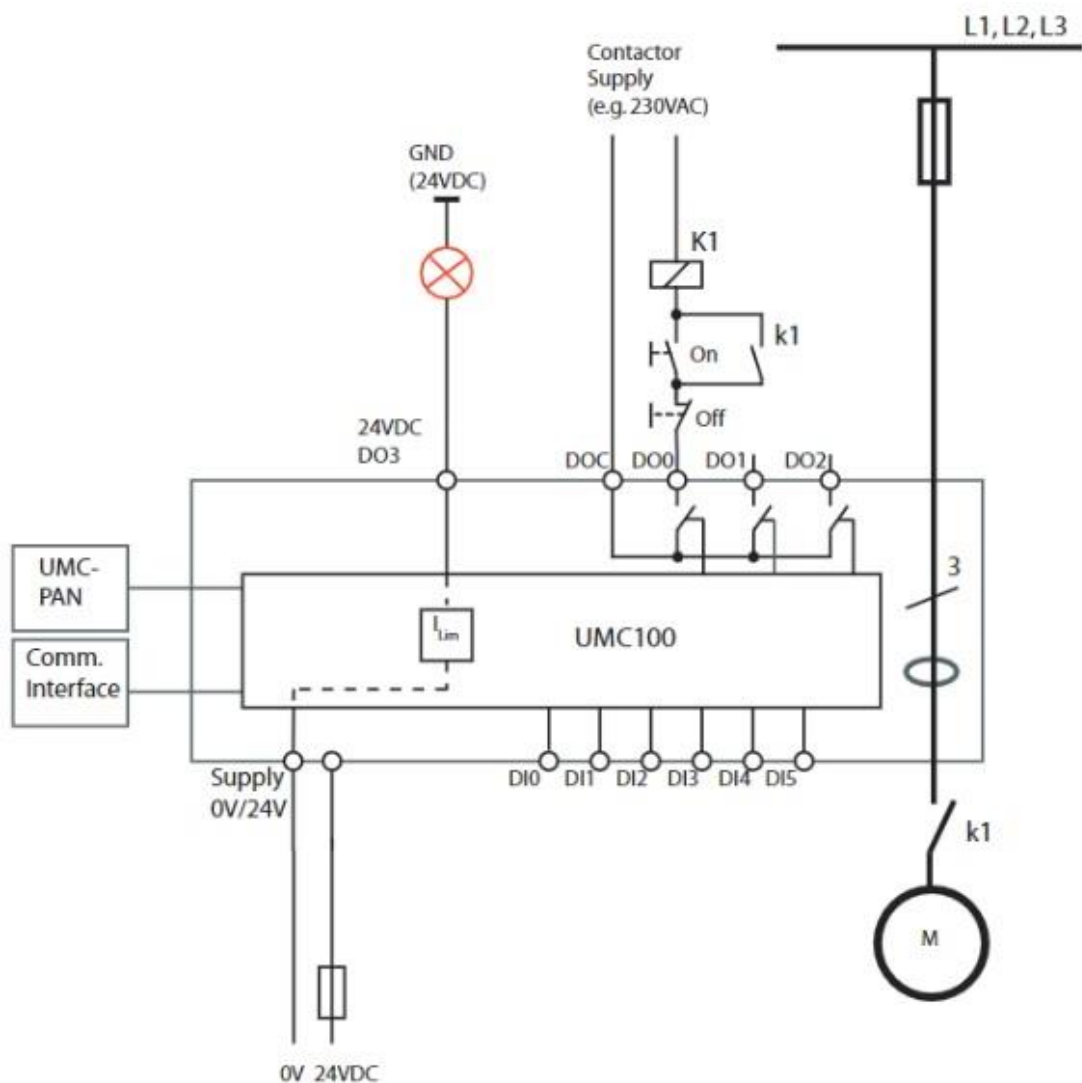 L1, L2, L3
Contactor
Supply
(e.g. 230VAC)
GND
(24VDC)
K1
k1
On
Off
24VDC
DO3
DOC
DO0
DO1
DO2
UMC-
PAN
3
I Lim
UMC100
Comm.
Interface
Supply
0V/24V
DI0
DI1
DI2
DI3
DI4
DI5
k1
M
0V
24VDC